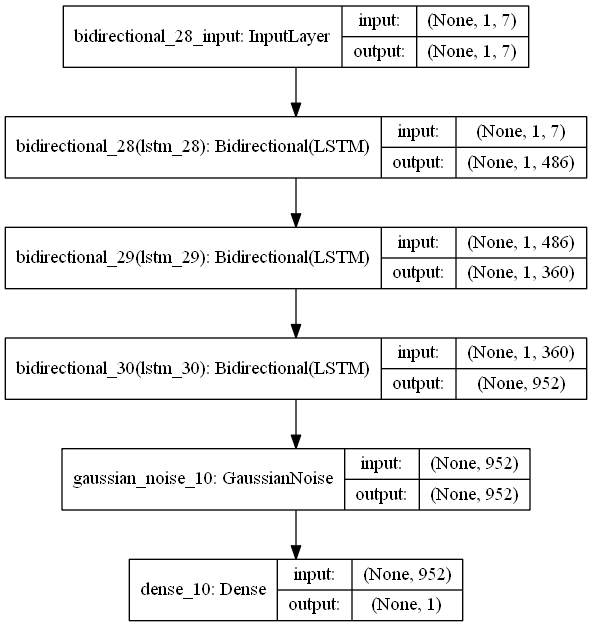 bidirectional_28_input: InputLayer
input: (None, 1, 7)
output: (None, 1, 7)
bidirectional_28(lstm_28): Bidirectional(LSTM)
input: (None, 1, 7)
output: (None, 1, 486)
bidirectional_29(lstm_29): Bidirectional(LSTM)
input: (None, 1, 486)
output: (None, 1, 360)
bidirectional_30(lstm_30): Bidirectional(LSTM)
input: (None, 1, 360)
output: (None, 952)
gaussian_noise_10: GaussianNoise
input: (None, 952)
output: (None, 952)
dense_10: Dense
input: (None, 952)
output: (None, 1)